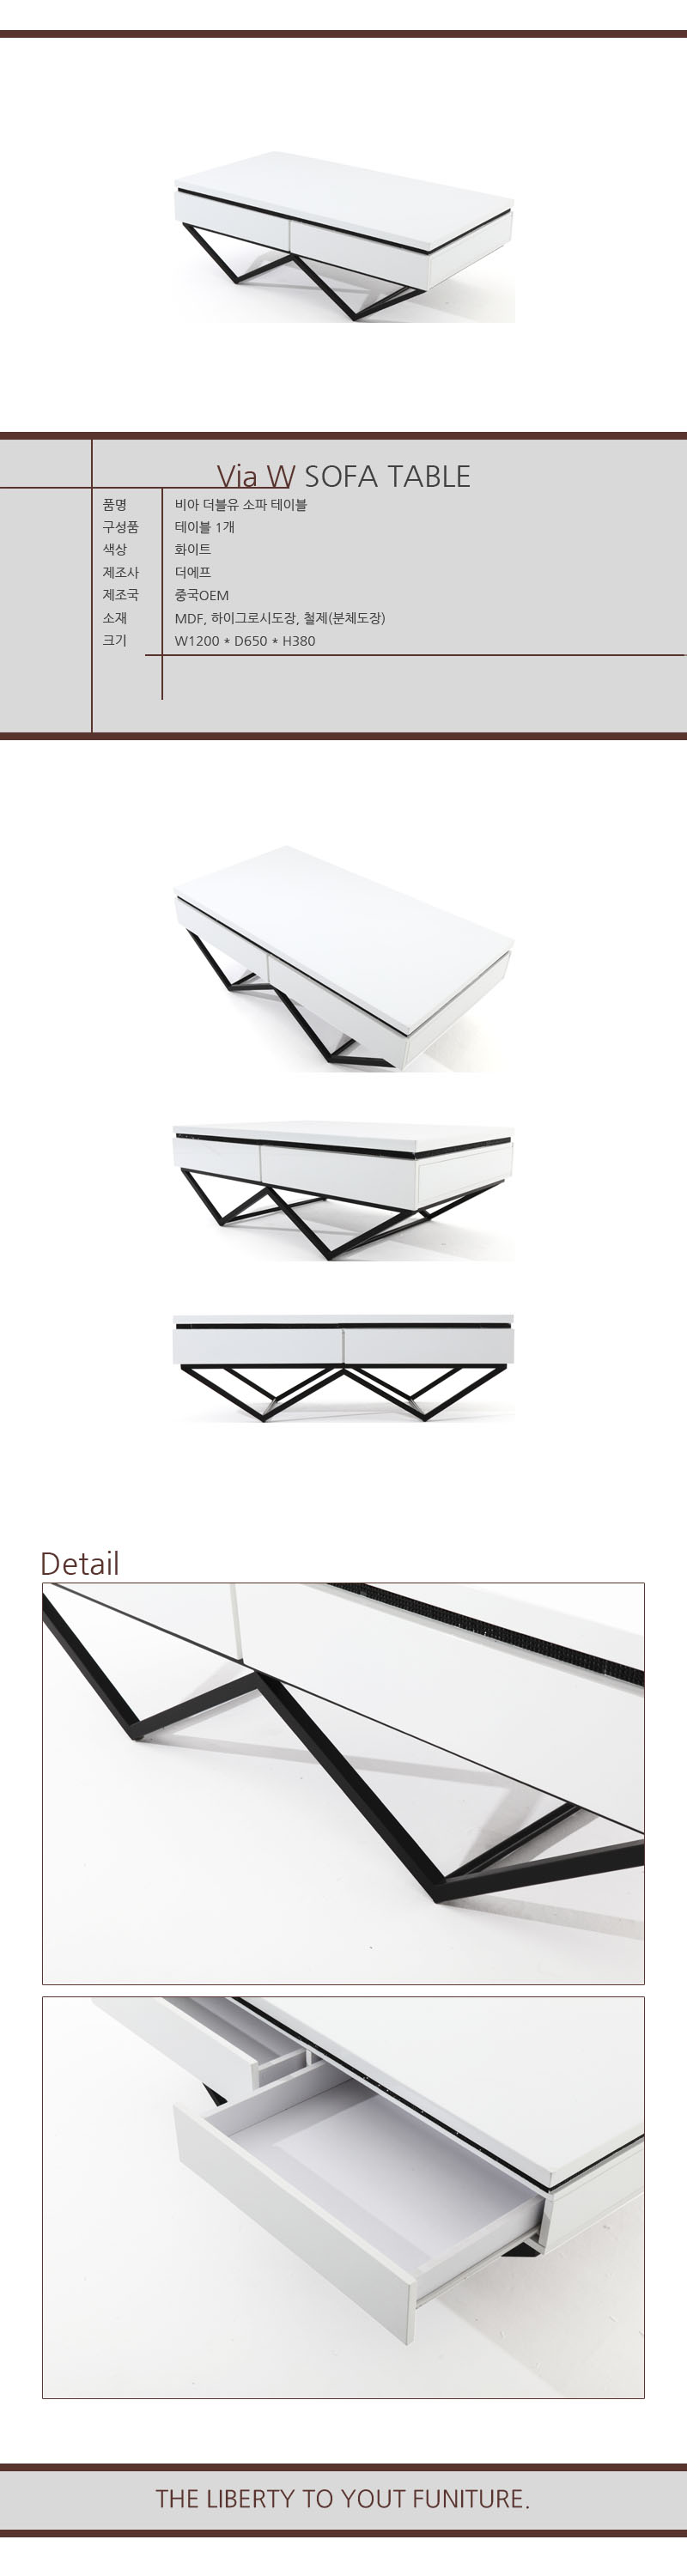 Via W SOFA TABLE
품명 비아 더블유 소파 테이블
구성품 테이블 1개
색상 화이트
제조사 더에프
제조국 중국OEM
소재 MDF, 하이그로시도장, 철제(분체도장)
크기 W1200 * D650 * H380
Detail
THE LIBERTY TO YOUT FUNITURE.